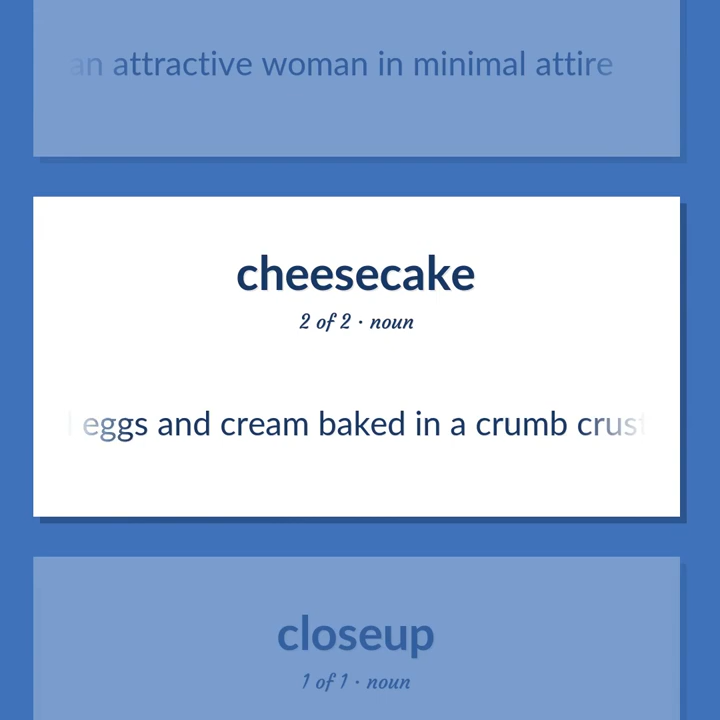 an attractive woman in minimal attire
cheesecake
2 of 2 · noun
eggs and cream baked in a crumb crust
closeup
1 of 1 · noun